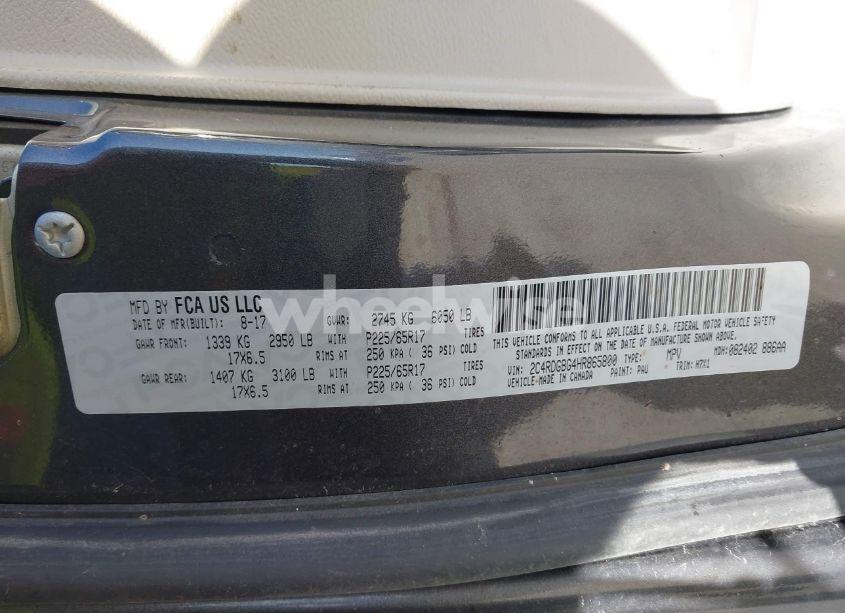 MFD BY FCA US LLC
DATE OF MFR(BUILT): 8-17 GVWR: 2745 KG 6050 LB
GAWR FRONT: 1339 KG 2950 LB WITH P225/65R17 TIRES
17X6.5 RIMS AT 250 KPA ( 36 PSI) COLD
GAWR REAR: 1407 KG 3100 LB WITH P225/65R17 TIRES
17X6.5 RIMS AT 250 KPA ( 36 PSI) COLD
THIS VEHICLE CONFORMS TO ALL APPLICABLE U.S.A. FEDERAL MOTOR VEHICLE SAFETY
STANDARDS IN EFFECT ON THE DATE OF MANUFACTURE SHOWN ABOVE.
VIN: 2C4RDGBG4HR865800 TYPE: MPV MDH:082402 886AA
VEHICLE MADE IN CANADA PAINT: PAU TRIM: H7X1
wheelwise